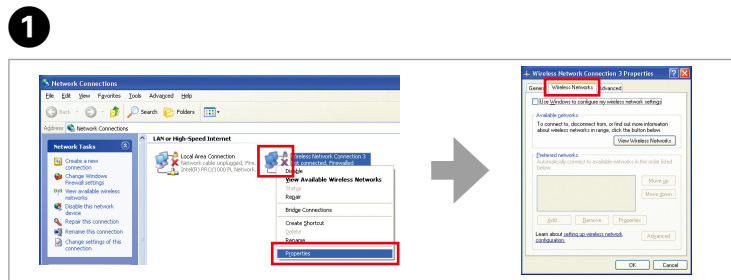 1
Network Connections
File Edit View Favorites Tools Advanced Help
Back Search Folders
Address Network Connections
Network Tasks
Create a new
connection
Change Windows
Firewall settings
View available wireless
networks
Disable this network
device
Repair this connection
Rename this connection
Change settings of this
connection
LAN or High-Speed Internet
Local Area Connection
Network cable unplugged, Fire...
Intel(R) PRO/1000 PL Network...
Wireless Network Connection 3
Not connected, Firewalled
Disable
View Available Wireless Networks
Status
Repair
Bridge Connections
Create Shortcut
Delete
Rename
Properties
Wireless Network Connection 3 Properties
General Wireless Networks Advanced
Use Windows to configure my wireless network settings
Available networks:
To connect to, disconnect from, or find out more information
about wireless networks in range, click the button below.
View Wireless Networks
Preferred networks:
Automatically connect to available networks in the order listed
below:
Move up
Move down
Add... Remove Properties
Learn about setting up wireless network
configuration.
Advanced
OK Cancel